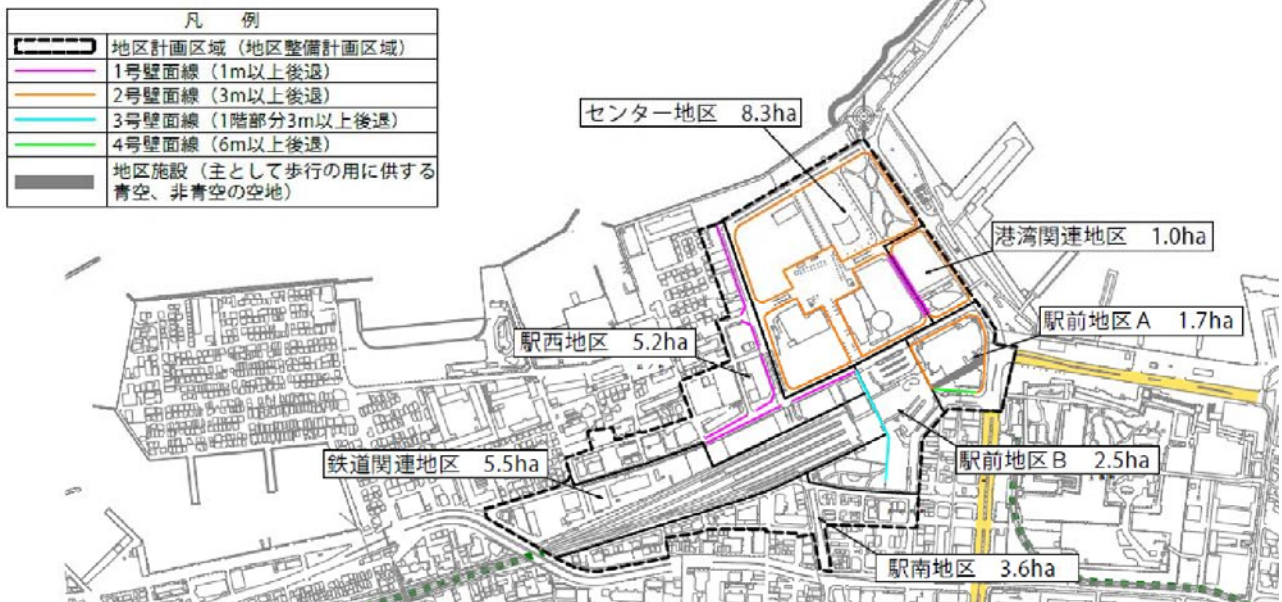 凡　例
地区計画区域（地区整備計画区域）
1号壁面線（1m以上後退）
2号壁面線（3m以上後退）
3号壁面線（1階部分3m以上後退）
4号壁面線（6m以上後退）
地区施設（主として歩行の用に供する
青空、非青空の空地）
センター地区　8.3ha
港湾関連地区　1.0ha
駅前地区A　1.7ha
駅西地区　5.2ha
鉄道関連地区　5.5ha
駅前地区B　2.5ha
駅南地区　3.6ha